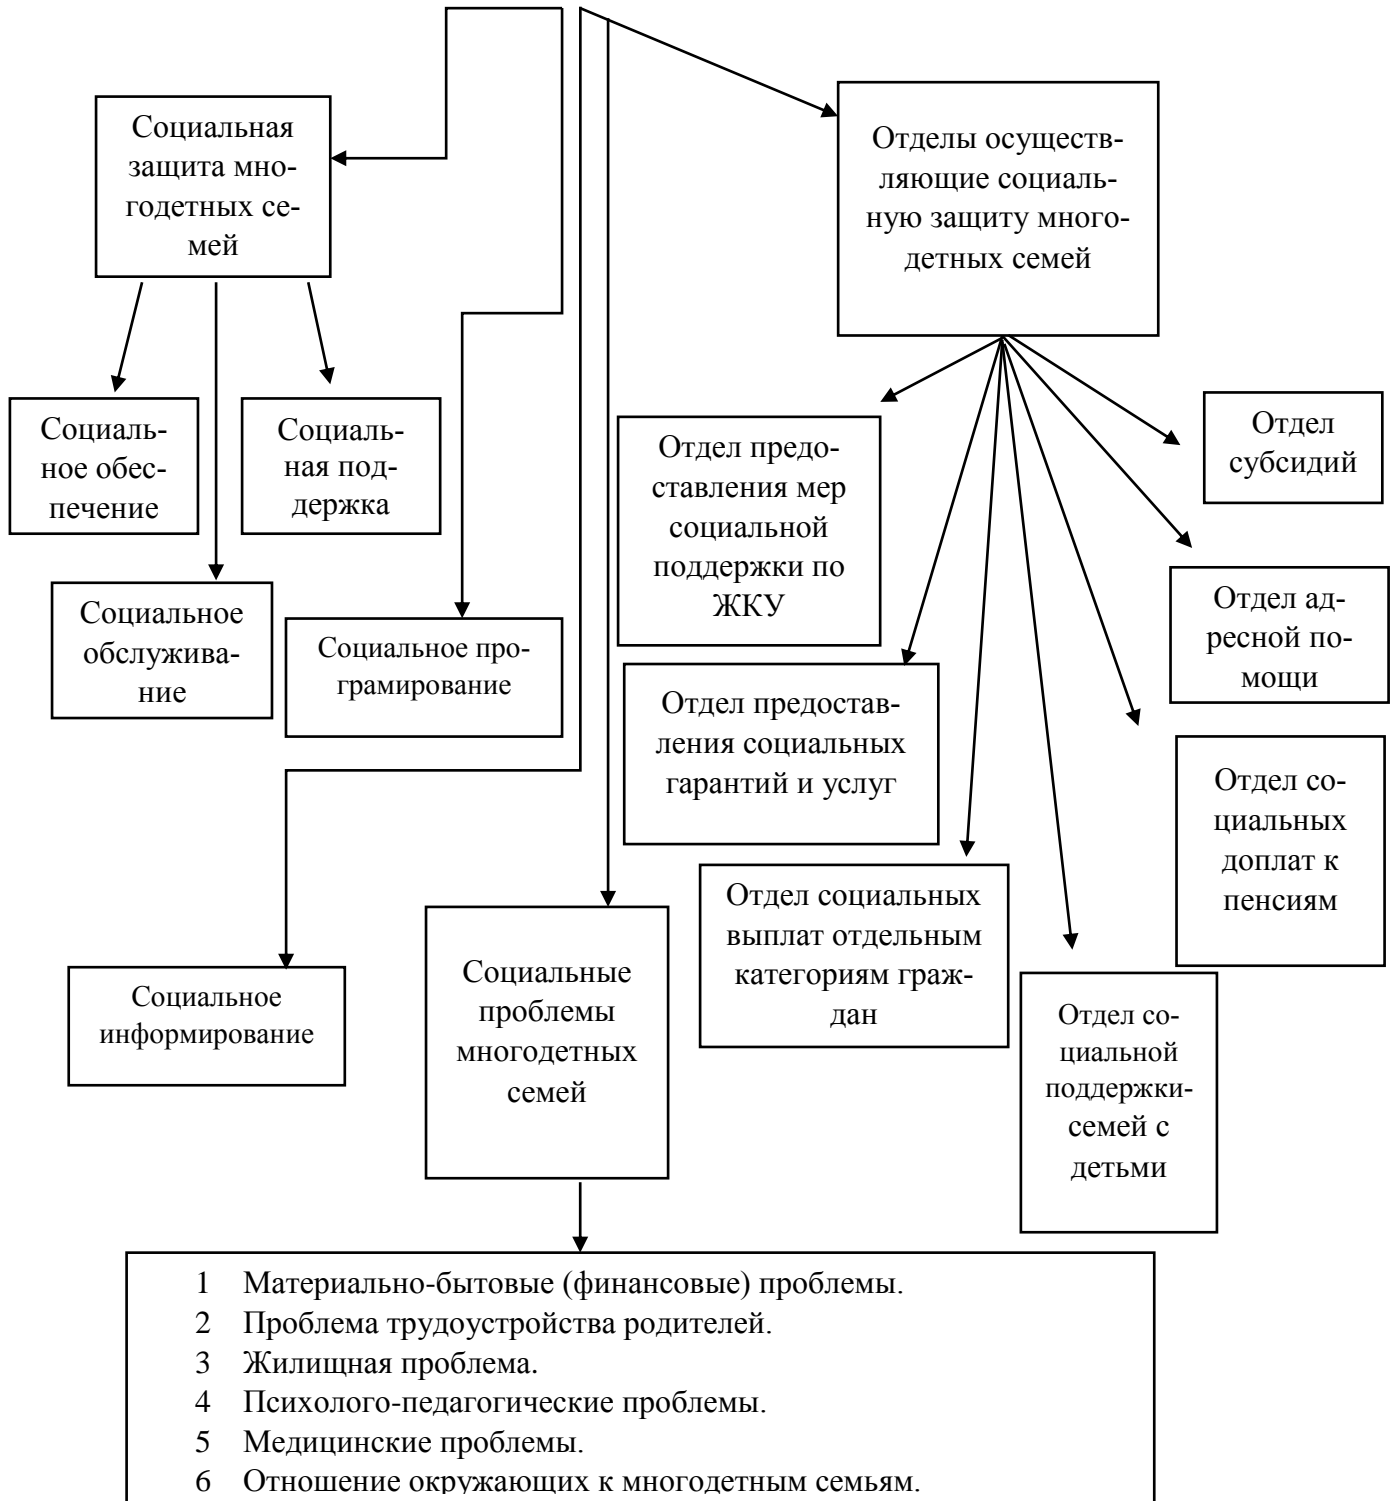 Социальная
защита мно-
годетных се-
мей
Отделы осуществ-
ляющие социаль-
ную защиту много-
детных семей
Социаль-
ное обес-
печение
Социаль-
ная под-
держка
Отдел предо-
ставления мер
социальной
поддержки по
ЖКУ
Отдел
субсидий
Социальное
обслужива-
ние
Социальное про-
грамирование
Отдел ад-
ресной по-
мощи
Отдел предостав-
ления социальных
гарантий и услуг
Отдел со-
циальных
доплат к
пенсиям
Отдел социальных
выплат отдельным
категориям граж-
дан
Социальное
информирование
Социальные
проблемы
многодетных
семей
Отдел со-
циальной
поддержки-
семей с
детьми
1 Материально-бытовые (финансовые) проблемы.
2 Проблема трудоустройства родителей.
3 Жилищная проблема.
4 Психолого-педагогические проблемы.
5 Медицинские проблемы.
6 Отношение окружающих к многодетным семьям.